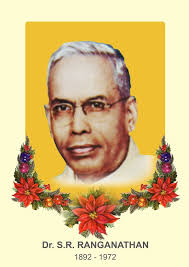 Dr. S.R. RANGANATHAN
1892 - 1972